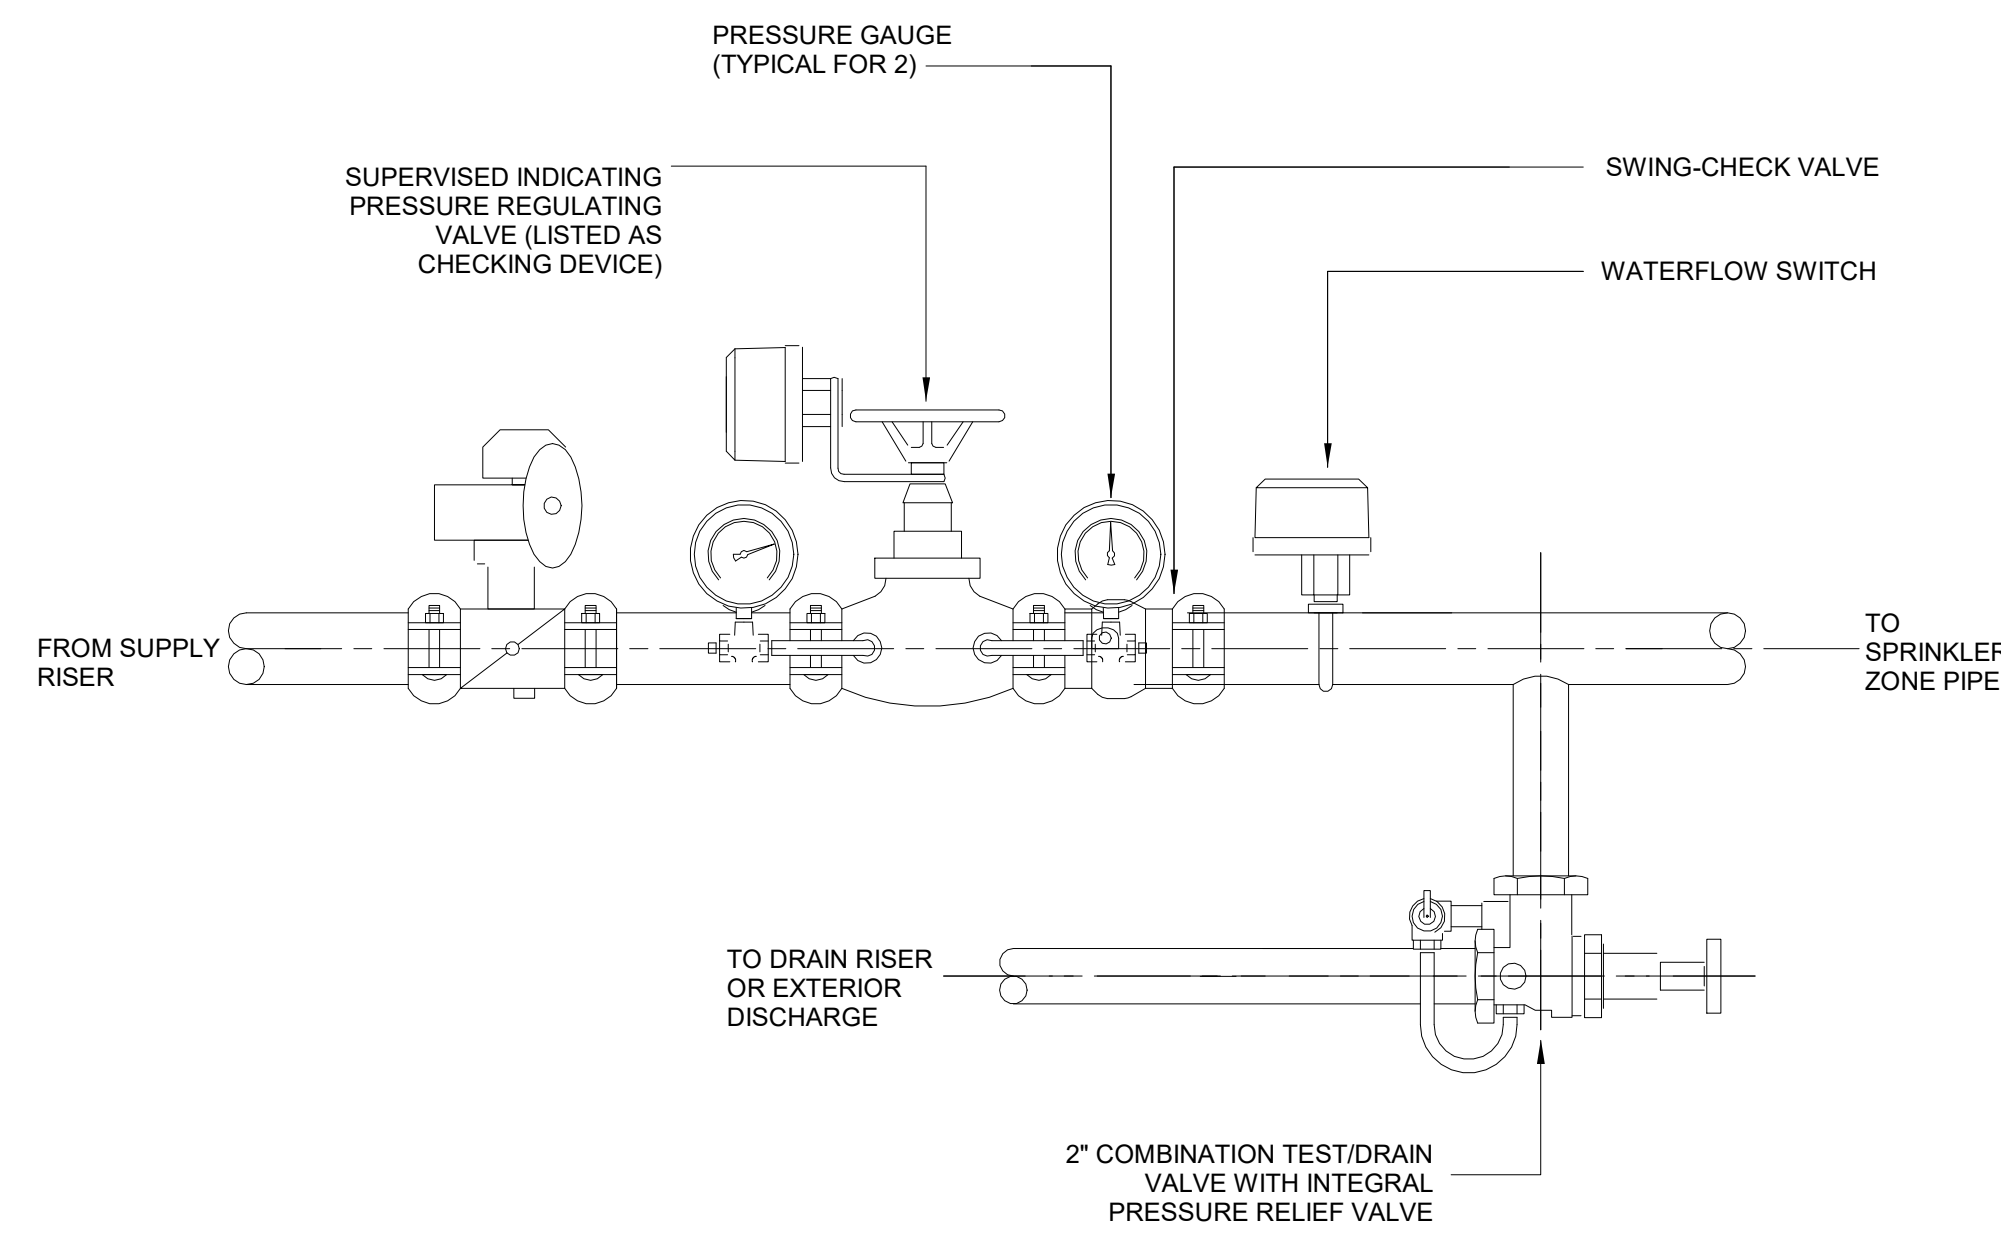 PRESSURE GAUGE
(TYPICAL FOR 2)
SUPERVISED INDICATING
PRESSURE REGULATING
VALVE (LISTED AS
CHECKING DEVICE)
SWING-CHECK VALVE
WATERFLOW SWITCH
FROM SUPPLY
RISER
TO
SPRINKLER
ZONE PIPE
TO DRAIN RISER
OR EXTERIOR
DISCHARGE
2" COMBINATION TEST/DRAIN
VALVE WITH INTEGRAL
PRESSURE RELIEF VALVE